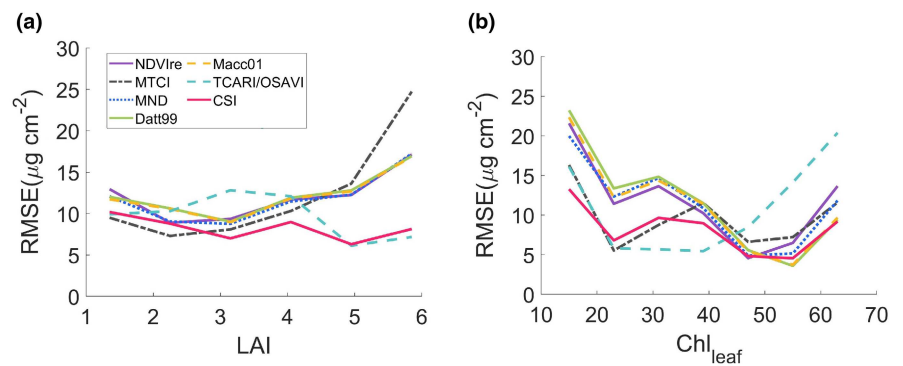 (a)
(b)
RMSE(μg cm-2)
30
25
20
15
10
5
0
NDVIre
MTCI
MND
Datt99
Macc01
TCARI/OSAVI
CSI
1 2 3 4 5 6
LAI
RMSE(μg cm-2)
30
25
20
15
10
5
0
10 20 30 40 50 60 70
Chlleaf